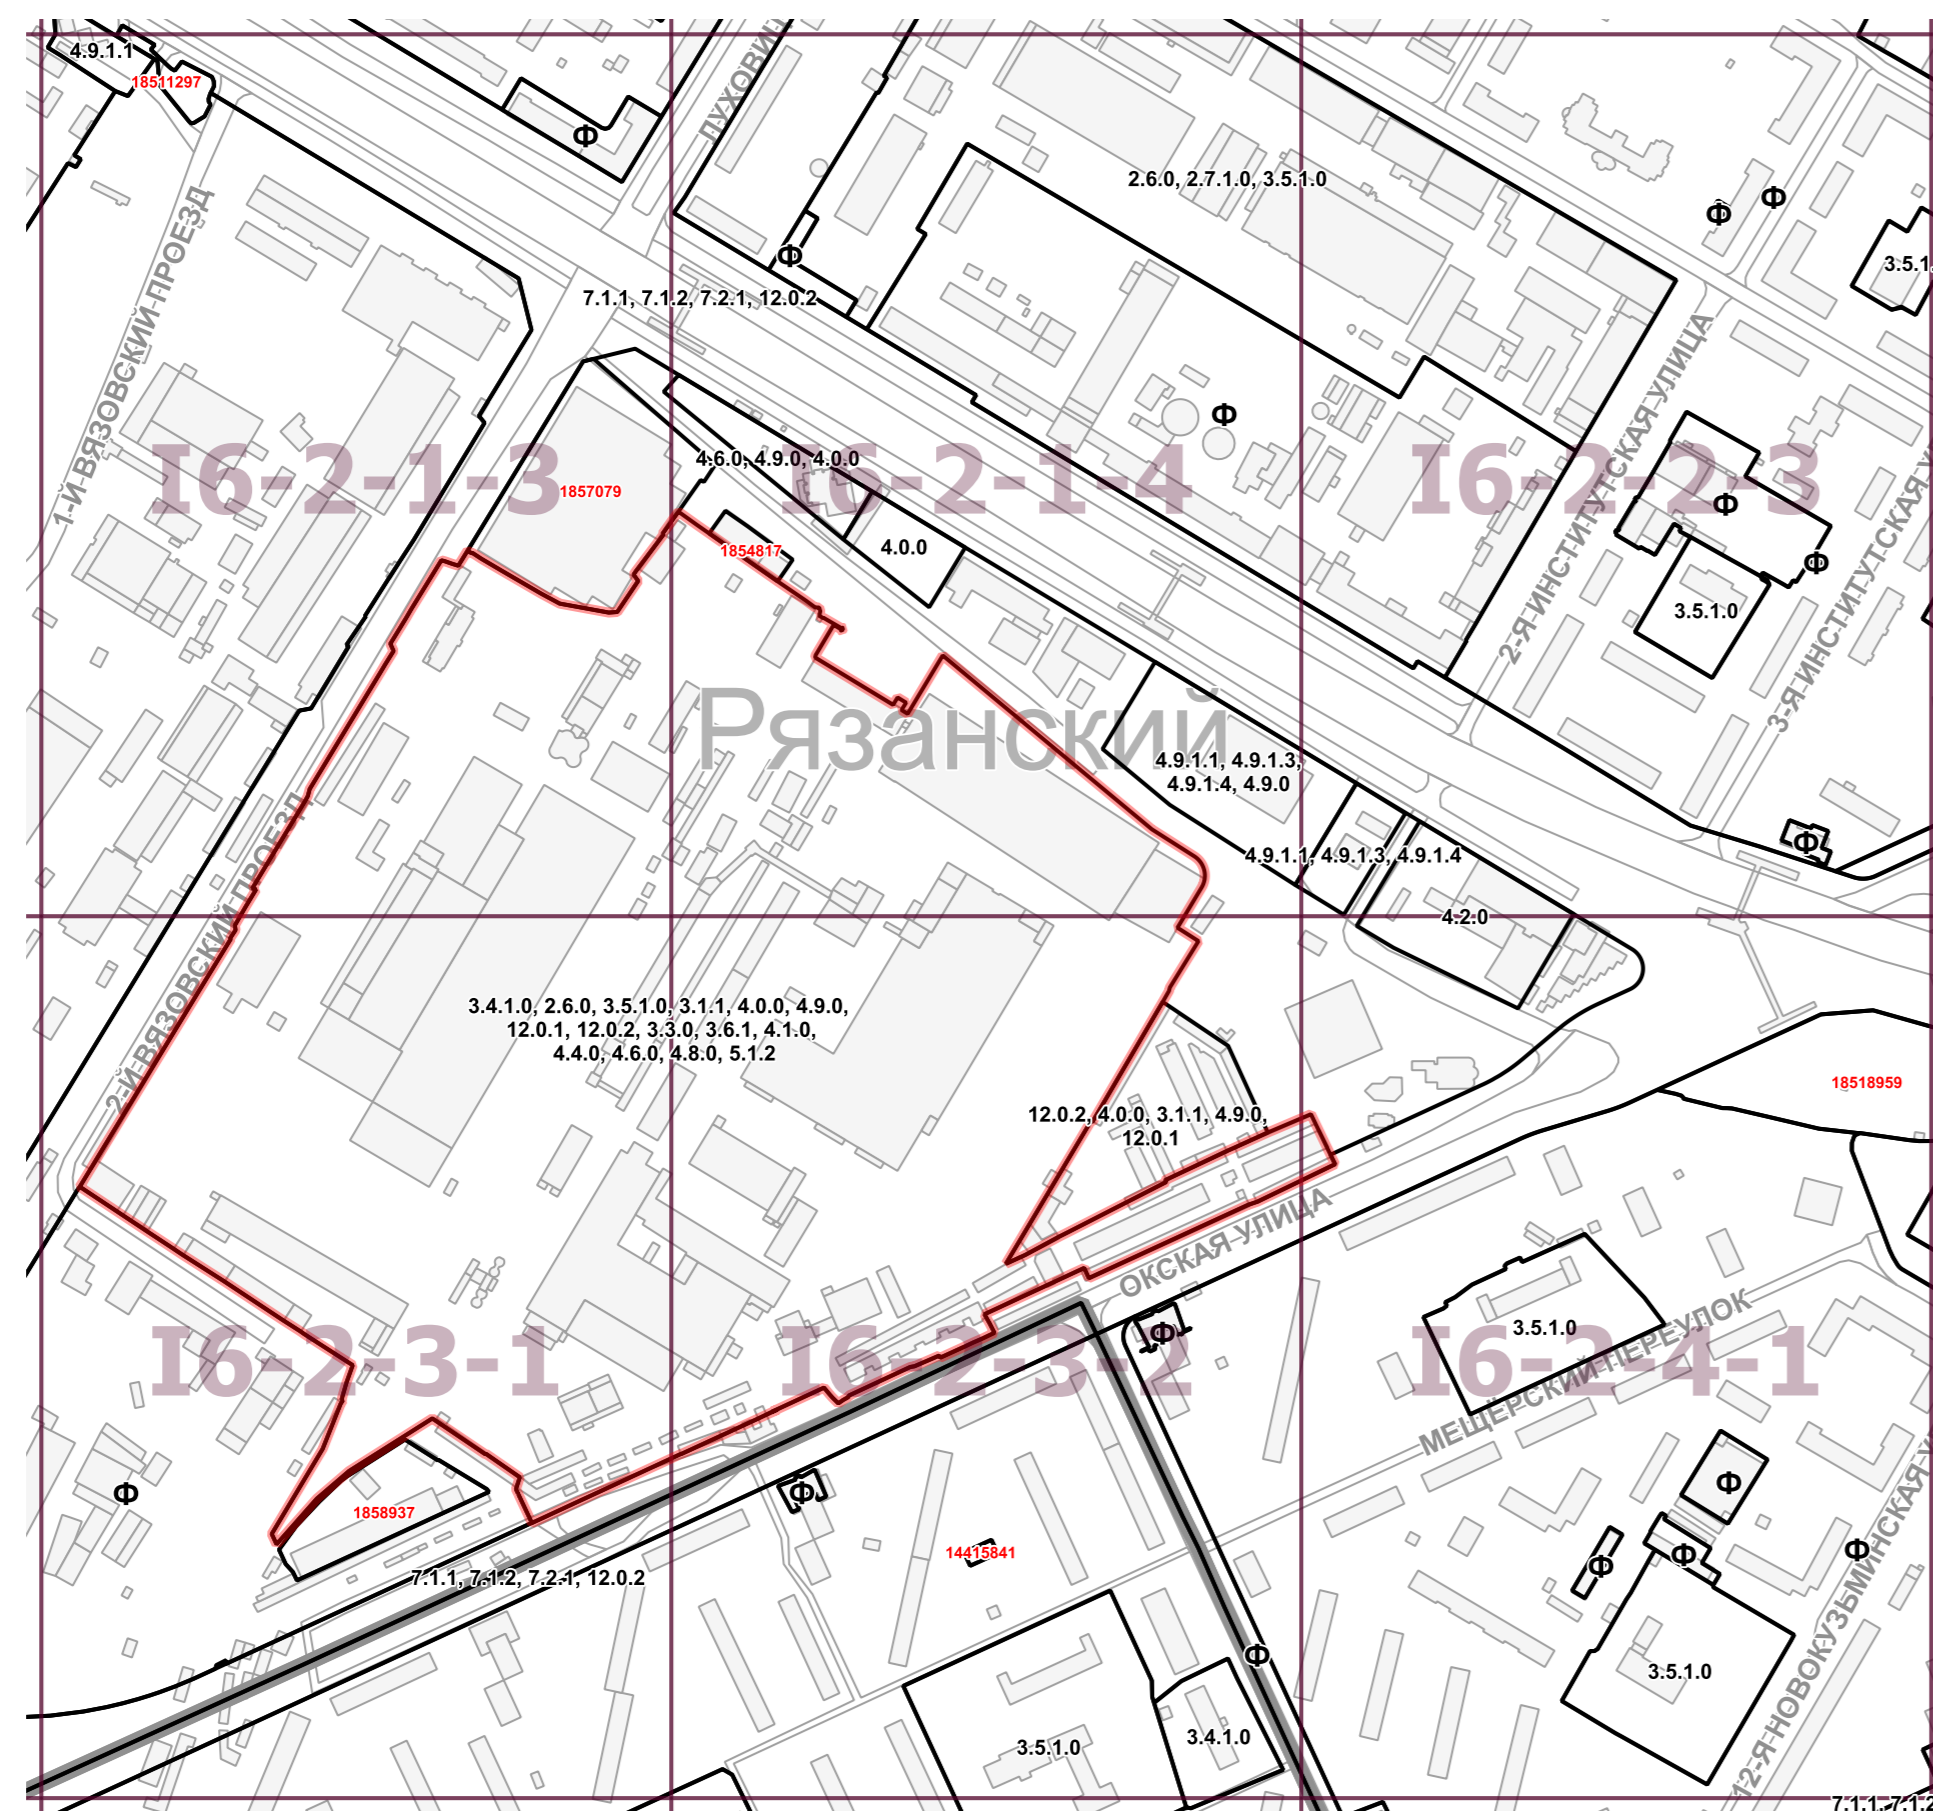 4.9.1.1
18511297
Ф
2.6.0, 2.7.1.0, 3.5.1.0
Ф
Ф
1-Й ВЯЗОВСКИЙ ПРОЕЗД
Ф
3.5.1.
7.1.1, 7.1.2, 7.2.1, 12.0.2
2-Я ИНСТИТУТСКАЯ УЛИЦА
Ф
I6-2-1-3
4.6.0, 4.9.0, 4.0.0
I6-2-1-4
I6-2-2-3
1857079
Ф
1854817
4.0.0
Ф
3.5.1.0
3-Я ИНСТИТУТСКАЯ У
Рязанский
4.9.1.1, 4.9.1.3,
4.9.1.4, 4.9.0
Ф
4.9.1.1, 4.9.1.3, 4.9.1.4
4.2.0
2-Й ВЯЗОВСКИЙ ПРОЕЗД
3.4.1.0, 2.6.0, 3.5.1.0, 3.1.1, 4.0.0, 4.9.0,
12.0.1, 12.0.2, 3.3.0, 3.6.1, 4.1.0,
4.4.0, 4.6.0, 4.8.0, 5.1.2
18518959
12.0.2, 4.0.0, 3.1.1, 4.9.0,
12.0.1
ОКСКАЯ УЛИЦА
Ф
3.5.1.0
I6-2-3-1
I6-2-3-2
I6-2-4-1
МЕЩЁРСКИЙ ПЕРЕУЛОК
Ф
Ф
Ф
1858937
14415841
Ф
Ф
Ф
7.1.1, 7.1.2, 7.2.1, 12.0.2
Ф
3.5.1.0
12-Я НОВОКУЗЬМИНСКАЯ У
3.5.1.0
3.4.1.0
7.1.1, 7.1.2